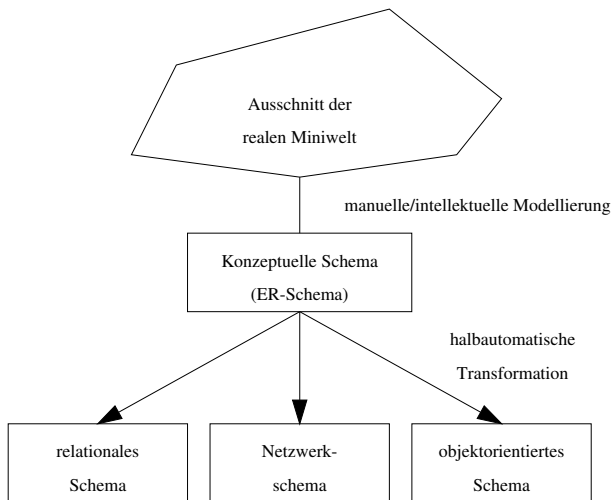 Ausschnitt der
realen Miniwelt
manuelle/intellektuelle Modellierung
Konzeptuelle Schema
(ER-Schema)
halbautomatische
Transformation
relationales
Schema
Netzwerk-
schema
objektorientiertes
Schema